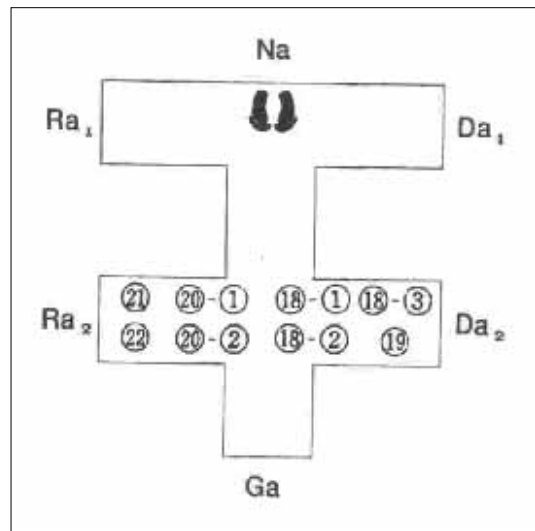 Na
Ra₁ Da₁
㉑ ⑳-① ⑱-① ⑱-③
Ra₂ Da₂
㉒ ⑳-② ⑱-② ⑲
Ga